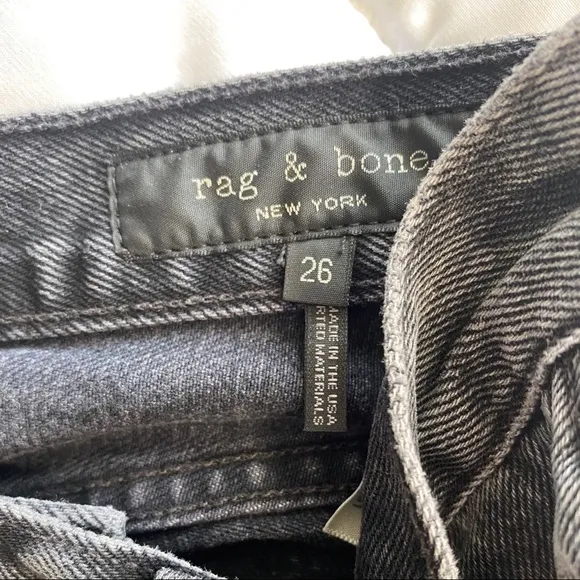 rag & bone
NEW YORK
26
MADE IN THE USA
RTED MATERIALS